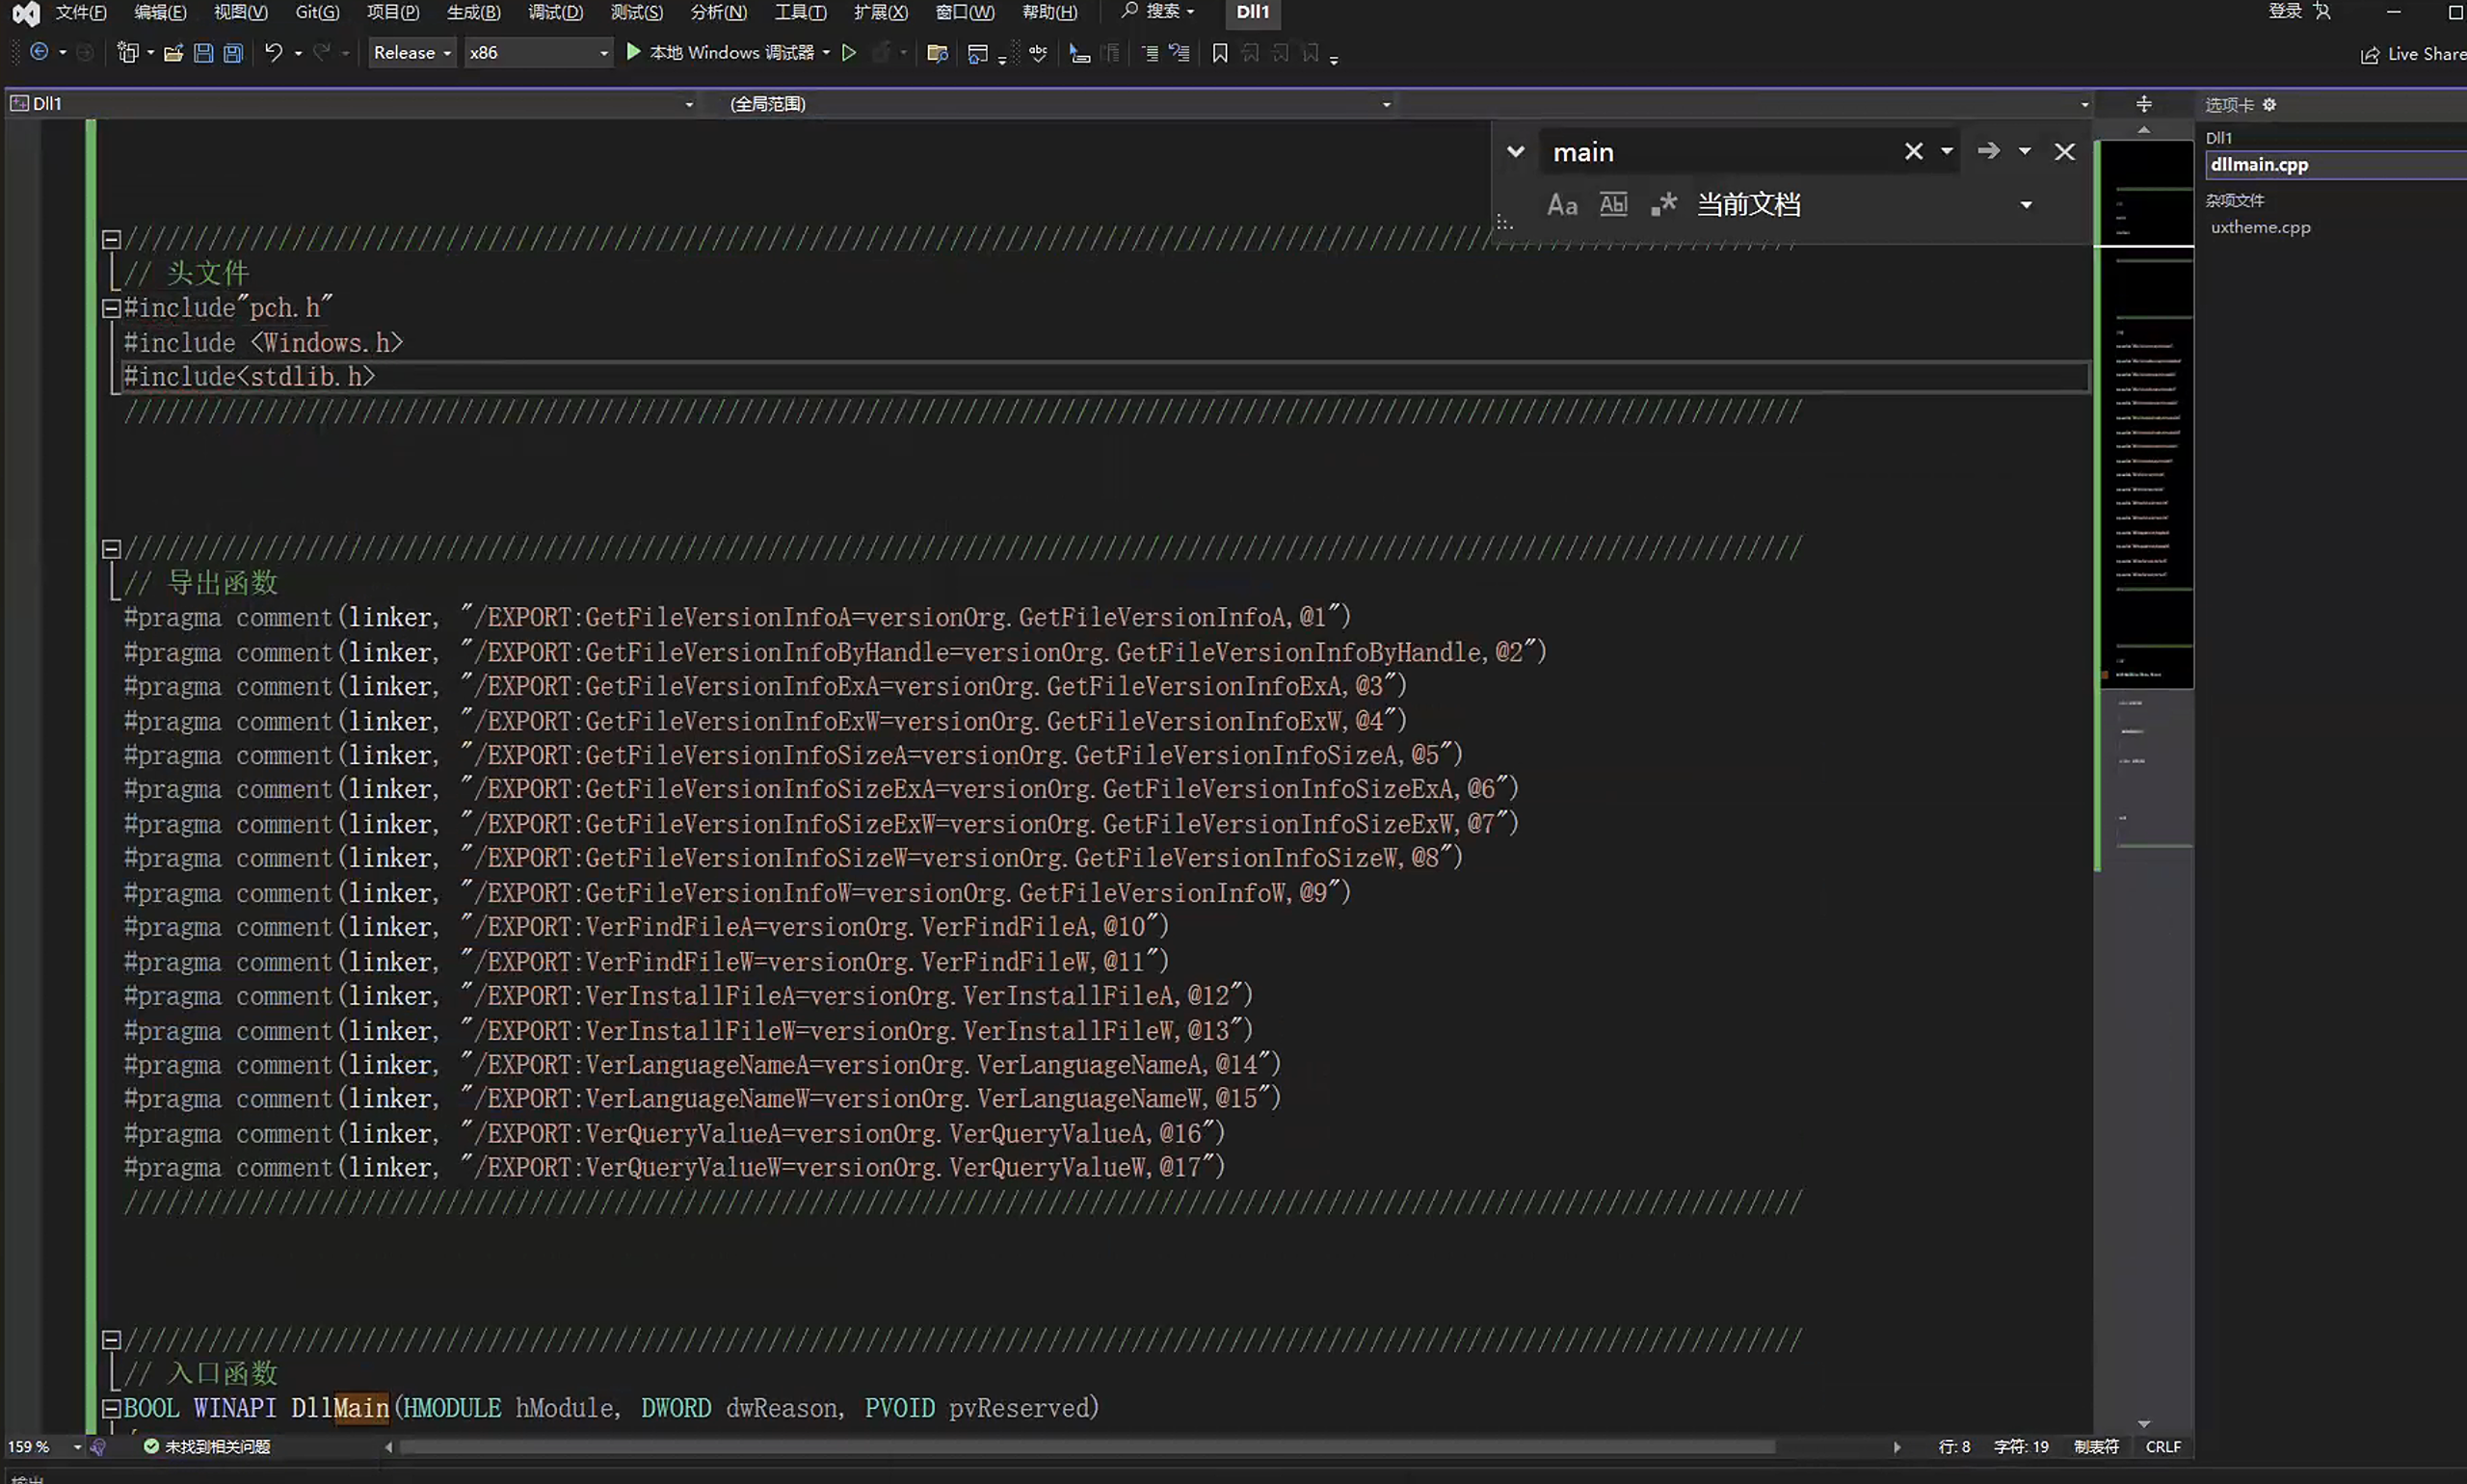 文件(F) 编辑(E) 视图(V) Git(G) 项目(P) 生成(B) 调试(D) 测试(S) 分析(N) 工具(T) 扩展(X) 窗口(W) 帮助(H) 搜索 Dll1 登录
Release x86 本地 Windows 调试器 Live Share
Dll1 (全局范围) 选项卡
Dll1
main
dllmain.cpp
Aa Abl 当前文档
杂项文件
uxtheme.cpp
////////////////////////////////////////////////////////////////////////////////////////////////////////////////////////
// 头文件
#include"pch.h"
#include <Windows.h>
#include<stdlib.h>
////////////////////////////////////////////////////////////////////////////////////////////////////////////////////////
////////////////////////////////////////////////////////////////////////////////////////////////////////////////////////
// 导出函数
#pragma comment(linker, "/EXPORT:GetFileVersionInfoA=versionOrg.GetFileVersionInfoA,@1")
#pragma comment(linker, "/EXPORT:GetFileVersionInfoByHandle=versionOrg.GetFileVersionInfoByHandle,@2")
#pragma comment(linker, "/EXPORT:GetFileVersionInfoExA=versionOrg.GetFileVersionInfoExA,@3")
#pragma comment(linker, "/EXPORT:GetFileVersionInfoExW=versionOrg.GetFileVersionInfoExW,@4")
#pragma comment(linker, "/EXPORT:GetFileVersionInfoSizeA=versionOrg.GetFileVersionInfoSizeA,@5")
#pragma comment(linker, "/EXPORT:GetFileVersionInfoSizeExA=versionOrg.GetFileVersionInfoSizeExA,@6")
#pragma comment(linker, "/EXPORT:GetFileVersionInfoSizeExW=versionOrg.GetFileVersionInfoSizeExW,@7")
#pragma comment(linker, "/EXPORT:GetFileVersionInfoSizeW=versionOrg.GetFileVersionInfoSizeW,@8")
#pragma comment(linker, "/EXPORT:GetFileVersionInfoW=versionOrg.GetFileVersionInfoW,@9")
#pragma comment(linker, "/EXPORT:VerFindFileA=versionOrg.VerFindFileA,@10")
#pragma comment(linker, "/EXPORT:VerFindFileW=versionOrg.VerFindFileW,@11")
#pragma comment(linker, "/EXPORT:VerInstallFileA=versionOrg.VerInstallFileA,@12")
#pragma comment(linker, "/EXPORT:VerInstallFileW=versionOrg.VerInstallFileW,@13")
#pragma comment(linker, "/EXPORT:VerLanguageNameA=versionOrg.VerLanguageNameA,@14")
#pragma comment(linker, "/EXPORT:VerLanguageNameW=versionOrg.VerLanguageNameW,@15")
#pragma comment(linker, "/EXPORT:VerQueryValueA=versionOrg.VerQueryValueA,@16")
#pragma comment(linker, "/EXPORT:VerQueryValueW=versionOrg.VerQueryValueW,@17")
////////////////////////////////////////////////////////////////////////////////////////////////////////////////////////
////////////////////////////////////////////////////////////////////////////////////////////////////////////////////////
// 入口函数
BOOL WINAPI DllMain(HMODULE hModule, DWORD dwReason, PVOID pvReserved)
159 % 未找到相关问题 行: 8 字符: 19 制表符 CRLF